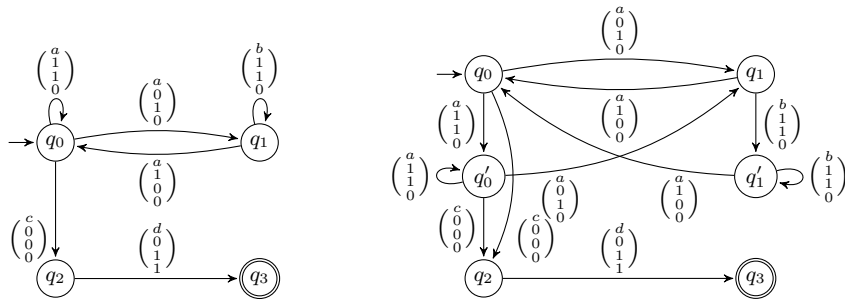 (a 1 1 0)
(b 1 1 0)
(a 0 1 0)
q₀
q₁
(a 1 0 0)
(c 0 0 0)
(d 0 1 1)
q₂
q₃
(a 0 1 0)
q₀
q₁
(a 1 1 0)
(a 1 0 0)
(b 1 1 0)
(a 1 1 0)
q₀′
q₁′
(b 1 1 0)
(a 0 1 0)
(a 1 0 0)
(c 0 0 0)
(c 0 0 0)
(d 0 1 1)
q₂
q₃